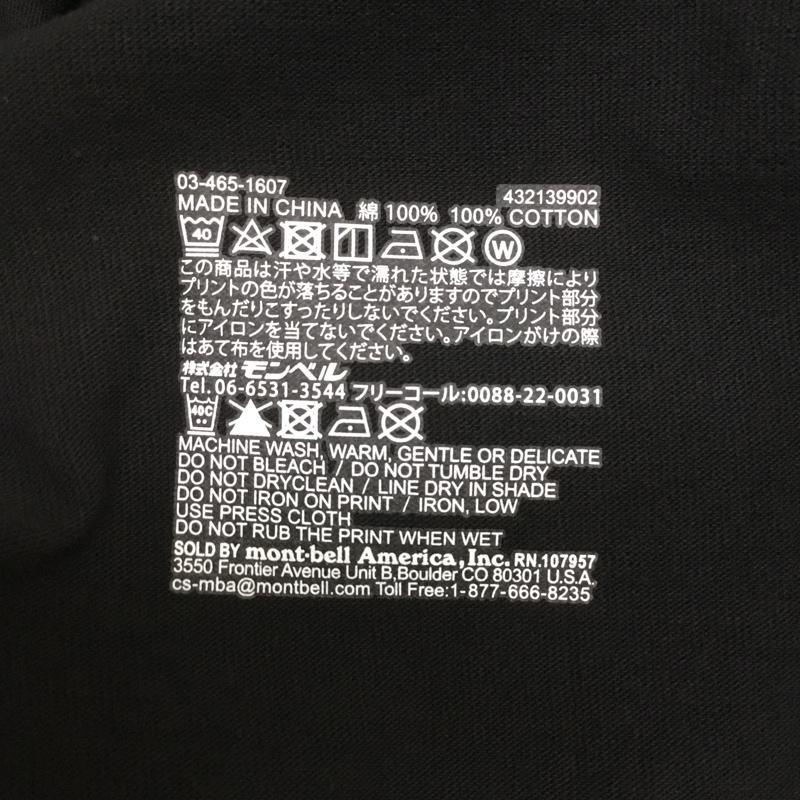 03-465-1607
432139902
MADE IN CHINA 綿 100% 100% COTTON
40 W
この商品は汗や水等で濡れた状態では摩擦により
プリントの色が落ちることがありますのでプリント部分
をもんだりこすったりしないでください。プリント部分
にアイロンを当てないでください。アイロンがけの際
はあて布を使用してください。
株式会社 モンベル
Tel. 06-6531-3544 フリーコール:0088-22-0031
40C
MACHINE WASH, WARM, GENTLE OR DELICATE
DO NOT BLEACH / DO NOT TUMBLE DRY
DO NOT DRYCLEAN / LINE DRY IN SHADE
DO NOT IRON ON PRINT / IRON, LOW
USE PRESS CLOTH
DO NOT RUB THE PRINT WHEN WET
SOLD BY mont-bell America, Inc. RN.107957
3550 Frontier Avenue Unit B,Boulder CO 80301 U.S.A.
cs-mba@montbell.com Toll Free:1-877-666-8235